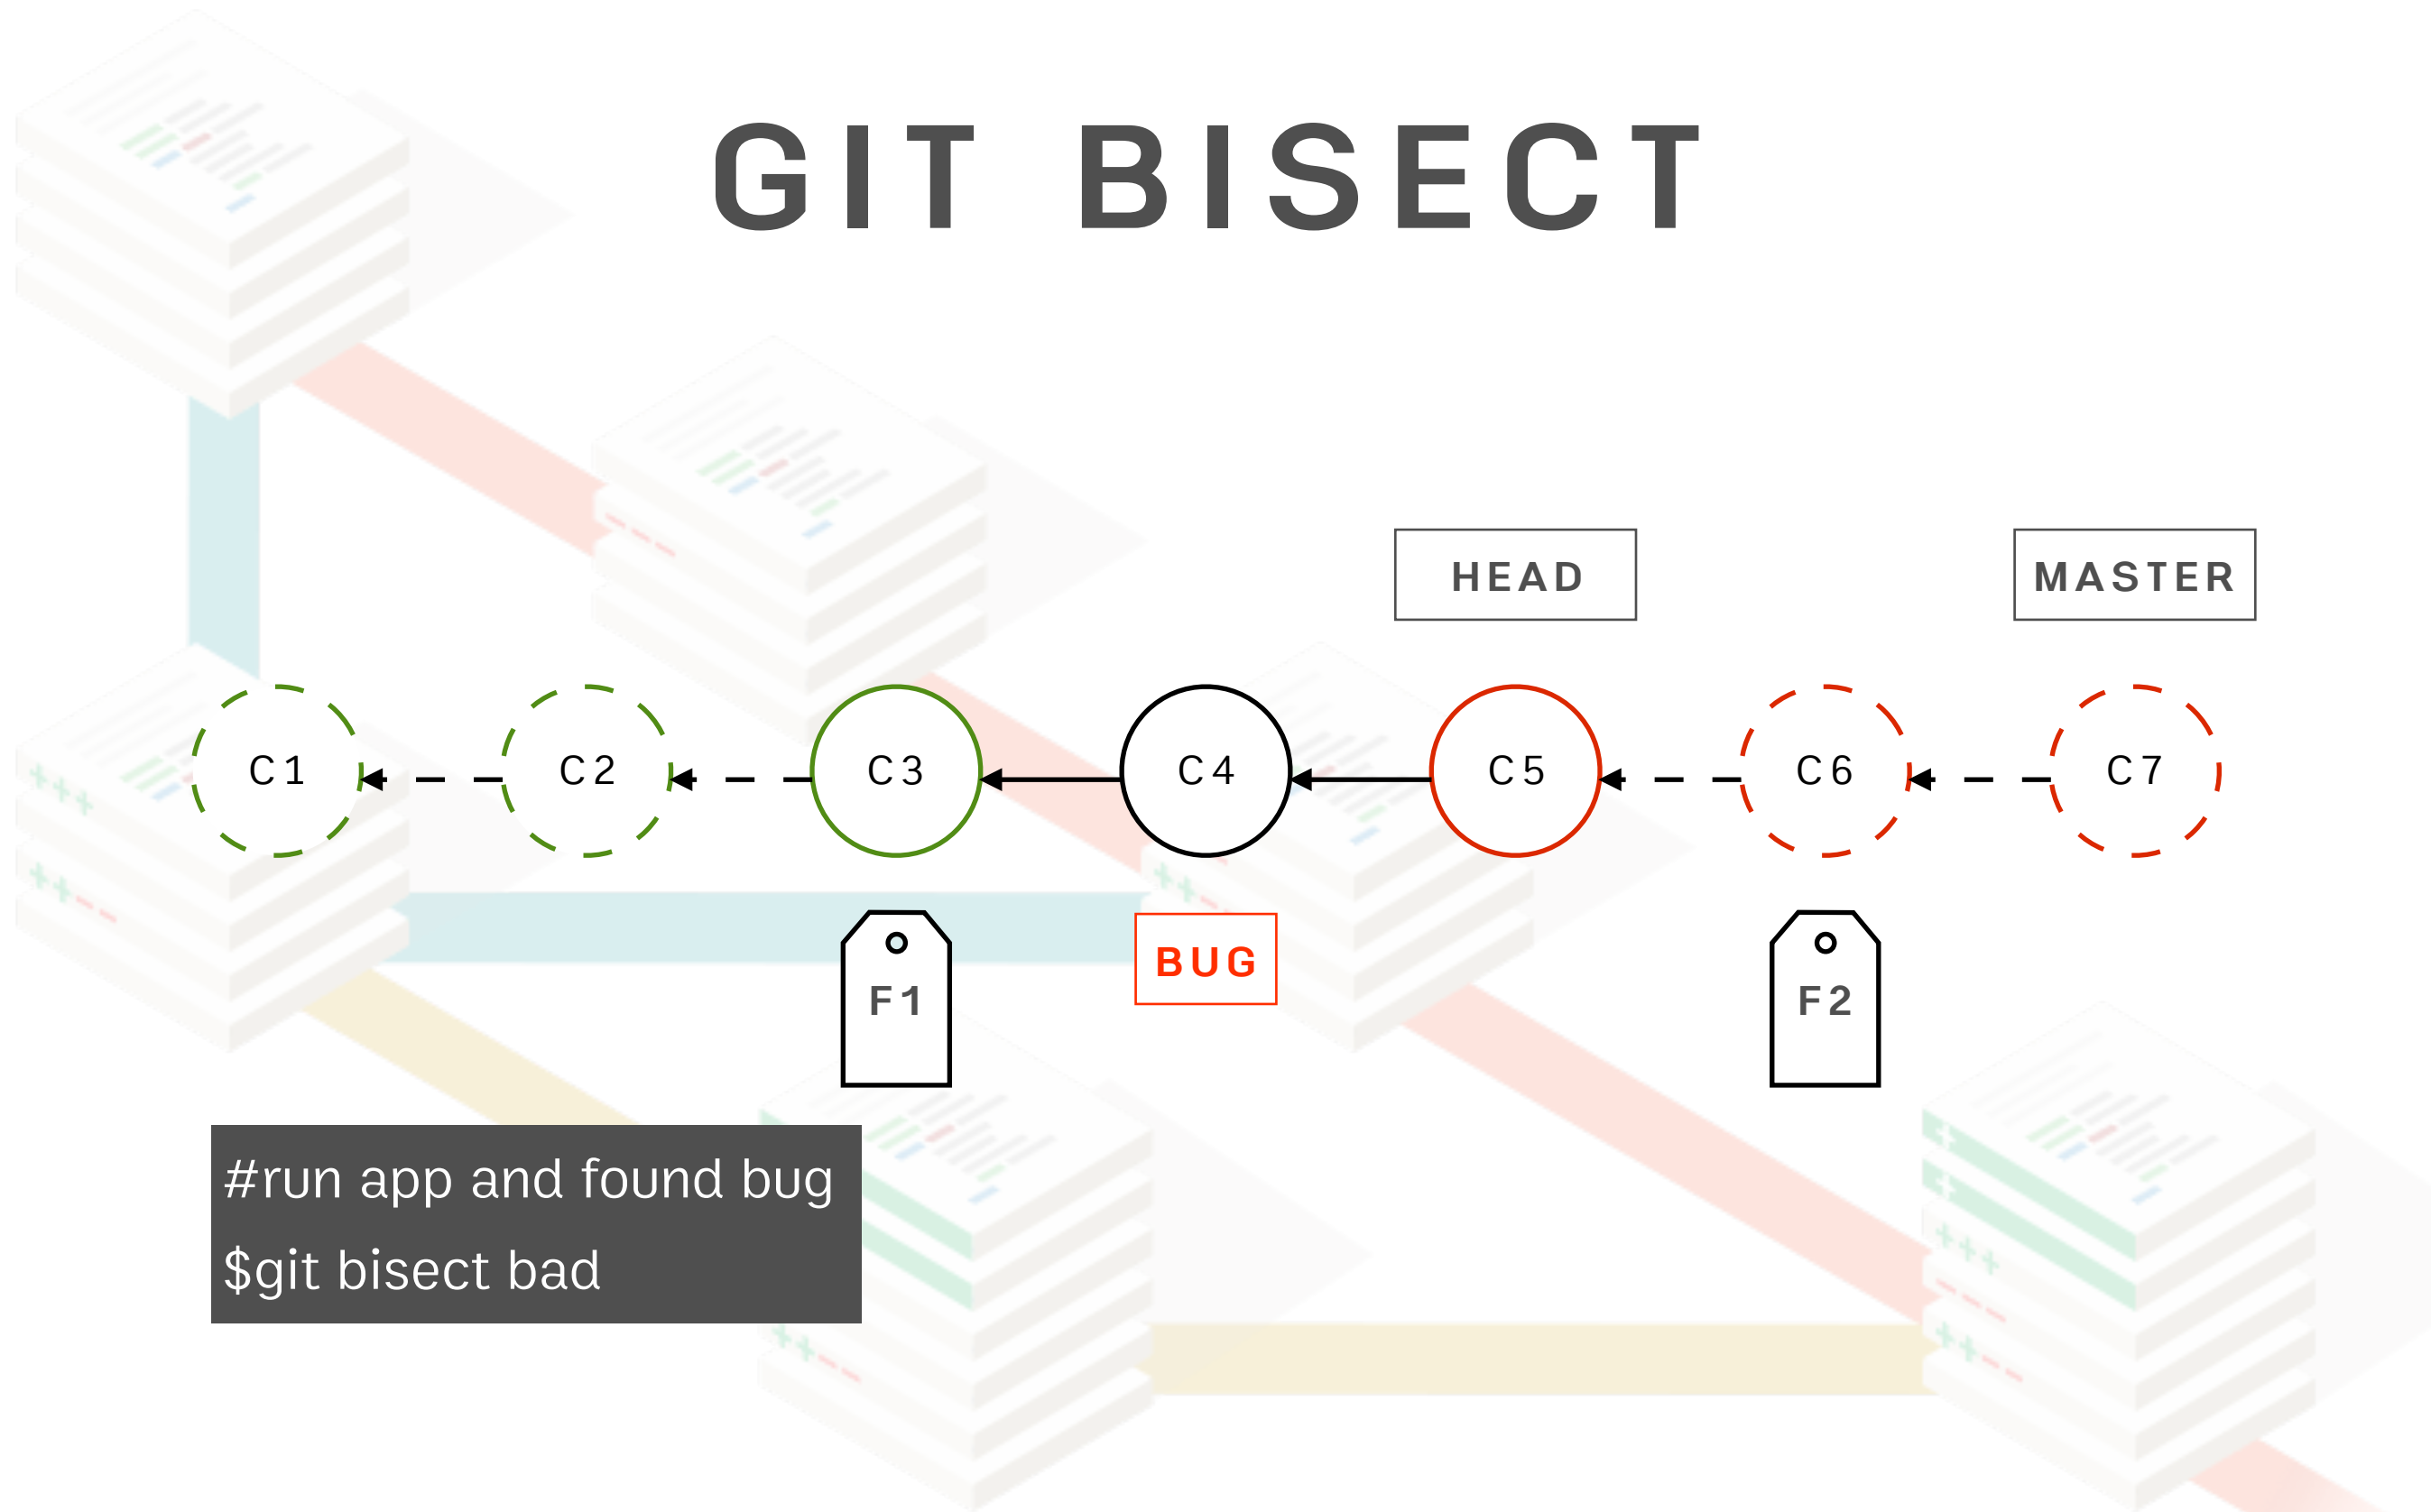 GIT BISECT
HEAD
MASTER
C1
C2
C3
C4
C5
C6
C7
F1
BUG
F2
#run app and found bug
$git bisect bad